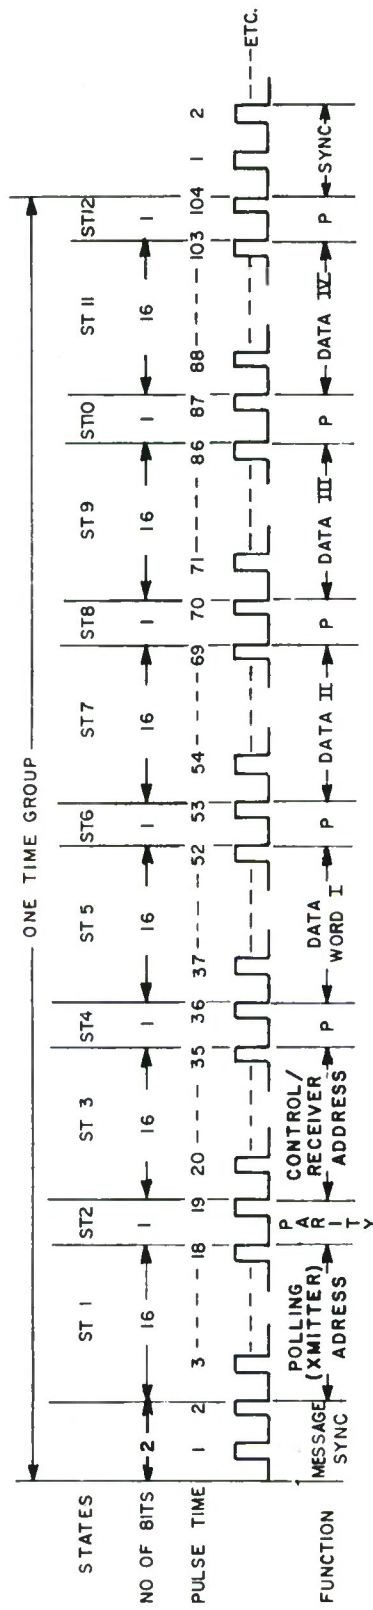 ONE TIME GROUP
STATES ST 1 ST2 ST 3 ST4 ST 5 ST6 ST7 ST8 ST9 ST10 ST 11 ST12
NO OF BITS 2 16 1 16 1 16 1 16 1 16 1 16 1
PULSE TIME 1 2 3 18 19 20 35 36 37 52 53 54 69 70 71 86 87 88 103 104 1 2
ETC.
FUNCTION
MESSAGE
SYNC
POLLING
(XMITTER)
ADRESS
PARITY
CONTROL/
RECEIVER
ADDRESS
P
DATA
WORD I
P
DATA II
P
DATA III
P
DATA IV
P
SYNC